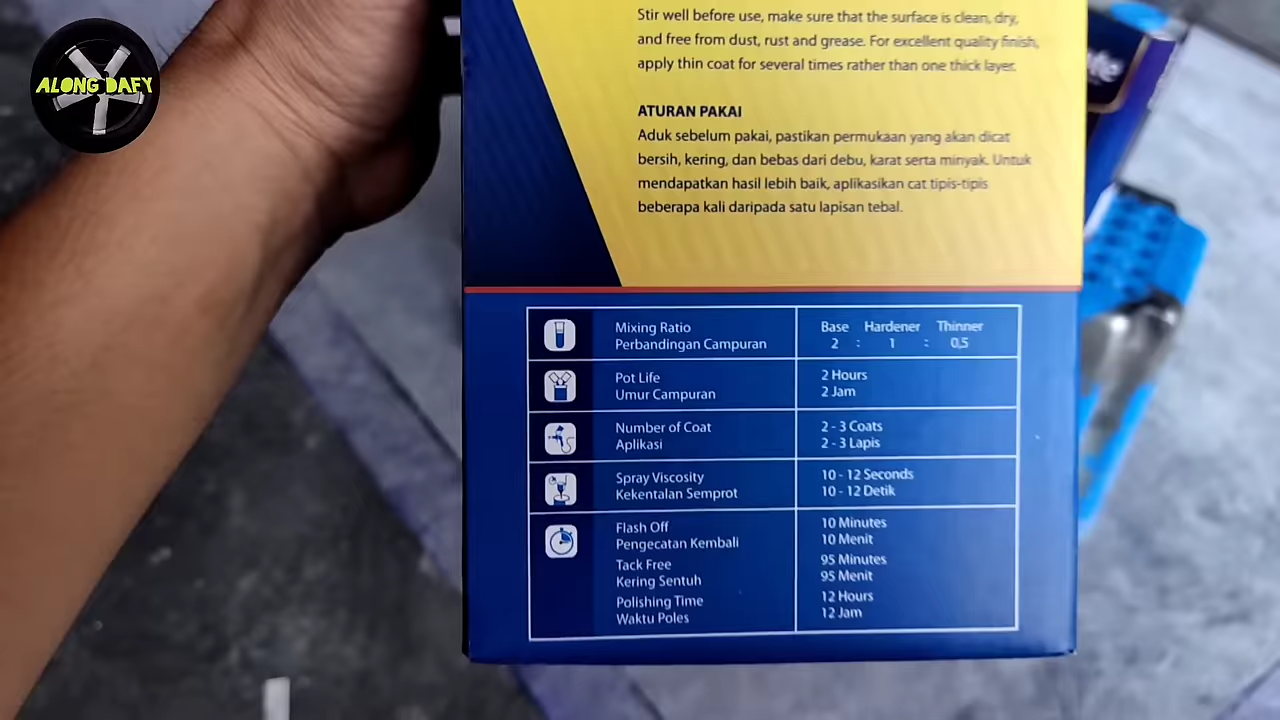 ALONG DAFY
Stir well before use, make sure that the surface is clean, dry,
and free from dust, rust and grease. For excellent quality finish,
apply thin coat for several times rather than one thick layer.
ATURAN PAKAI
Aduk sebelum pakai, pastikan permukaan yang akan dicat
bersih, kering, dan bebas dari debu, karat serta minyak. Untuk
mendapatkan hasil lebih baik, aplikasikan cat tipis-tipis
beberapa kali daripada satu lapisan tebal.
Mixing Ratio
Perbandingan Campuran
Base Hardener Thinner
2 : 1 : 0,5
Pot Life
Umur Campuran
2 Hours
2 Jam
Number of Coat
Aplikasi
2 - 3 Coats
2 - 3 Lapis
Spray Viscosity
Kekentalan Semprot
10 - 12 Seconds
10 - 12 Detik
Flash Off
Pengecatan Kembali
10 Minutes
10 Menit
Tack Free
Kering Sentuh
95 Minutes
95 Menit
Polishing Time
Waktu Poles
12 Hours
12 Jam